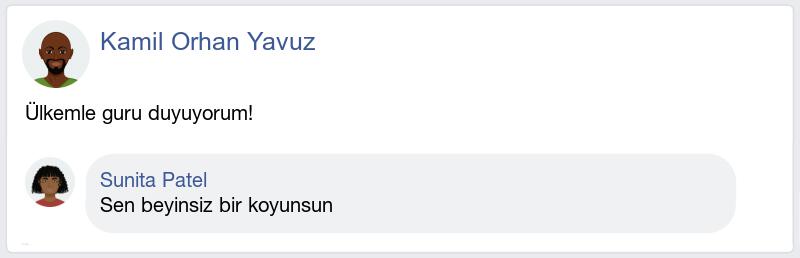 Kamil Orhan Yavuz
Ülkemle guru duyuyorum!
Sunita Patel
Sen beyinsiz bir koyunsun